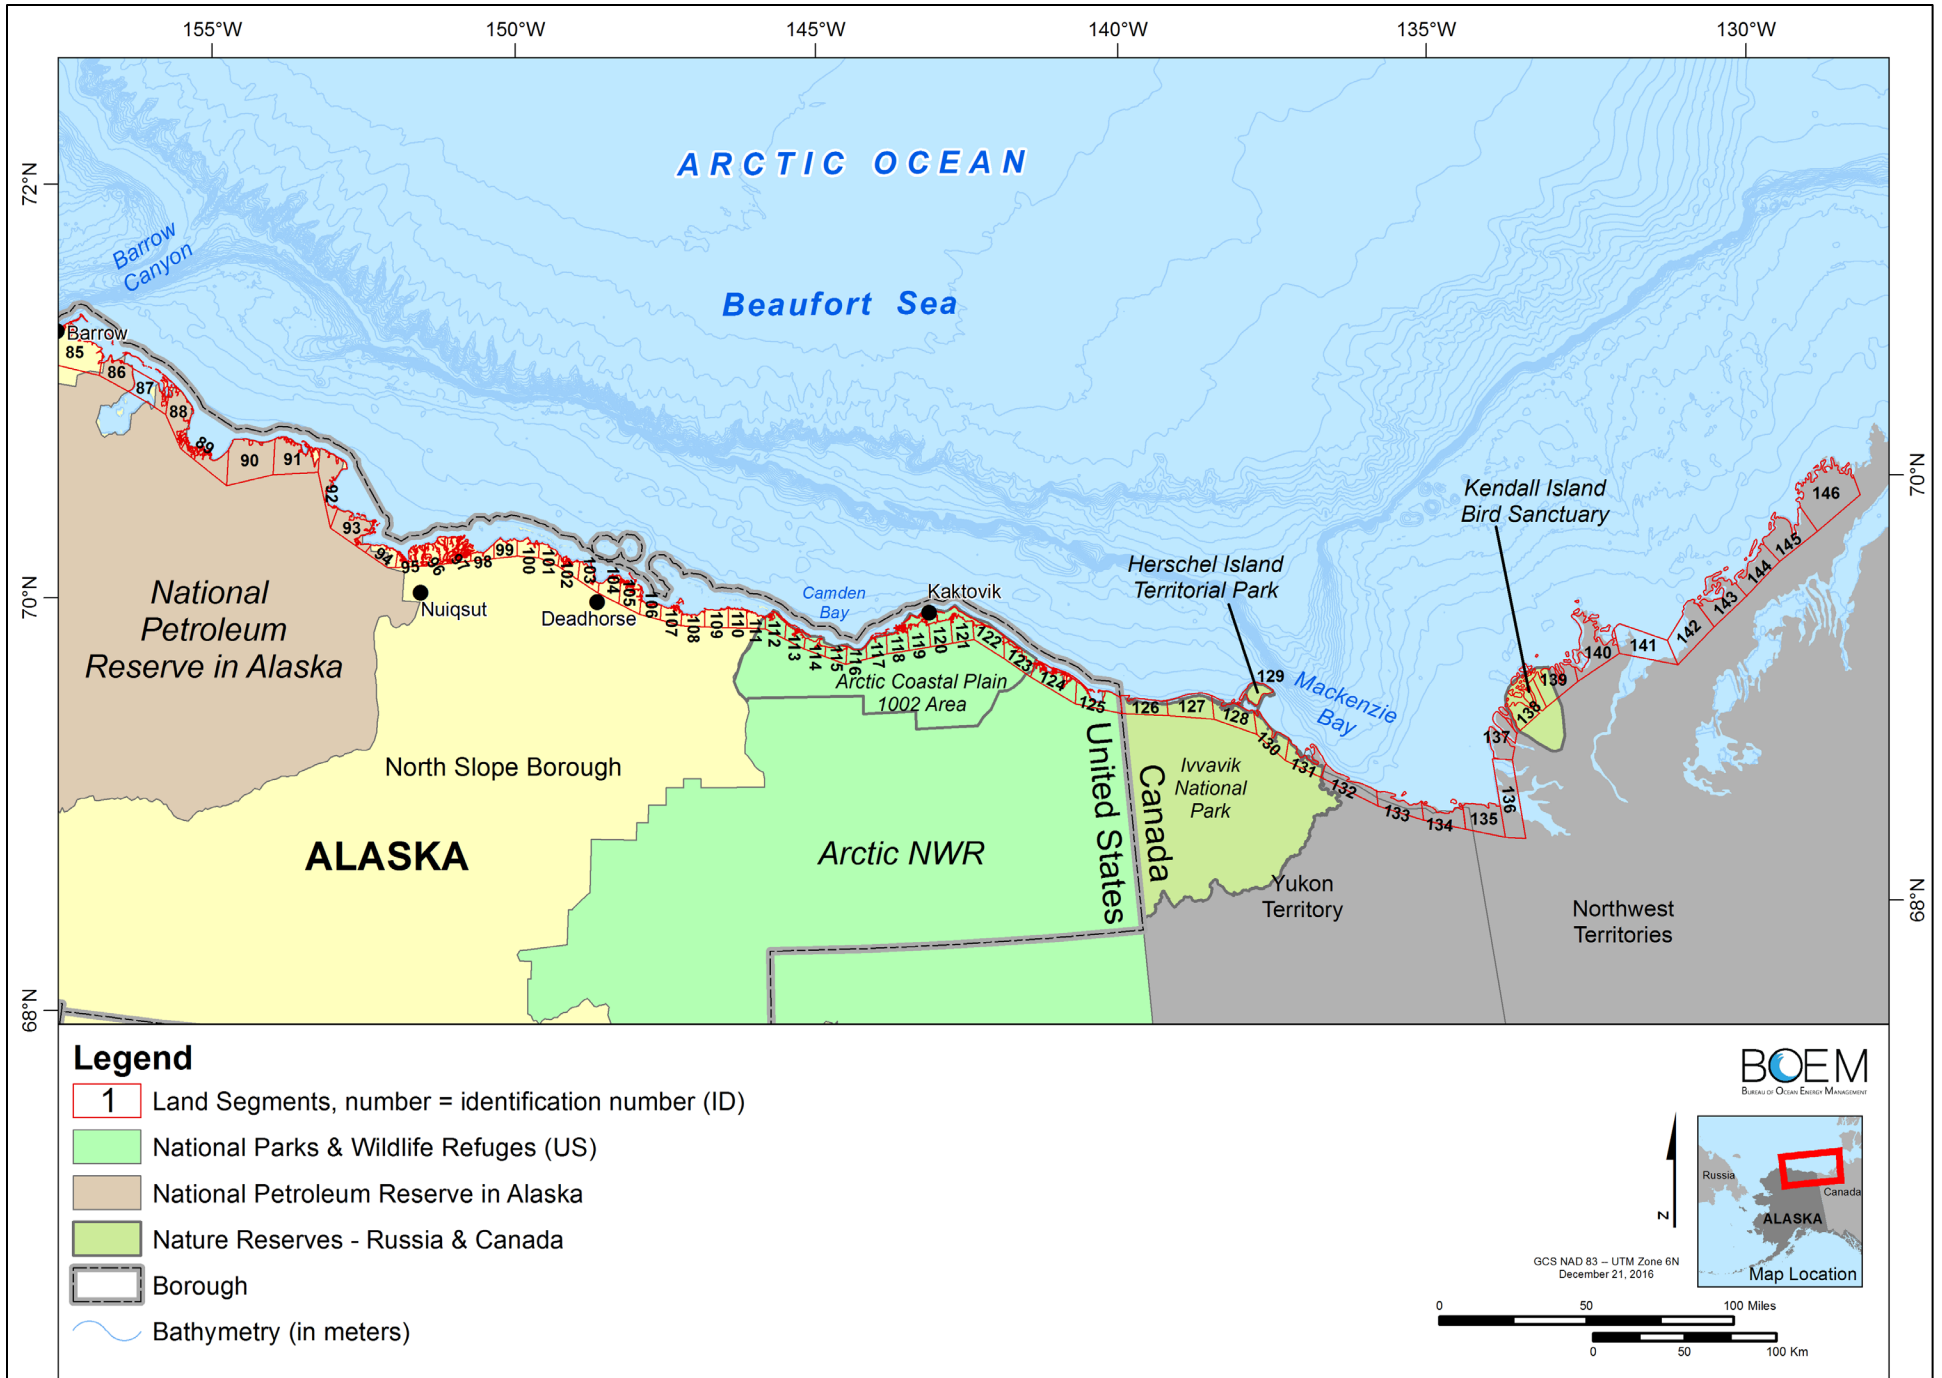 155°W
150°W
145°W
140°W
135°W
130°W
72°N
70°N
68°N
70°N
68°N
ARCTIC OCEAN
Beaufort Sea
Barrow
Canyon
Barrow
85
86
87
88
89
90
91
92
93
94
95
96
97
98
99
100
101
102
103
104
105
106
107
108
109
110
111
112
113
114
115
116
117
118
119
120
121
122
123
124
125
126
127
128
129
130
131
132
133
134
135
136
137
138
139
140
141
142
143
144
145
146
Nuiqsut
Deadhorse
Camden
Bay
Kaktovik
Herschel Island
Territorial Park
Kendall Island
Bird Sanctuary
Mackenzie
Bay
National
Petroleum
Reserve in Alaska
Arctic Coastal Plain
1002 Area
North Slope Borough
ALASKA
Arctic NWR
United States
Canada
Ivvavik
National
Park
Yukon
Territory
Northwest
Territories
Legend
1 Land Segments, number = identification number (ID)
National Parks & Wildlife Refuges (US)
National Petroleum Reserve in Alaska
Nature Reserves - Russia & Canada
Borough
Bathymetry (in meters)
BOEM
BUREAU OF OCEAN ENERGY MANAGEMENT
Russia
Canada
ALASKA
Map Location
N
GCS NAD 83 – UTM Zone 6N
December 21, 2016
0 50 100 Miles
0 50 100 Km